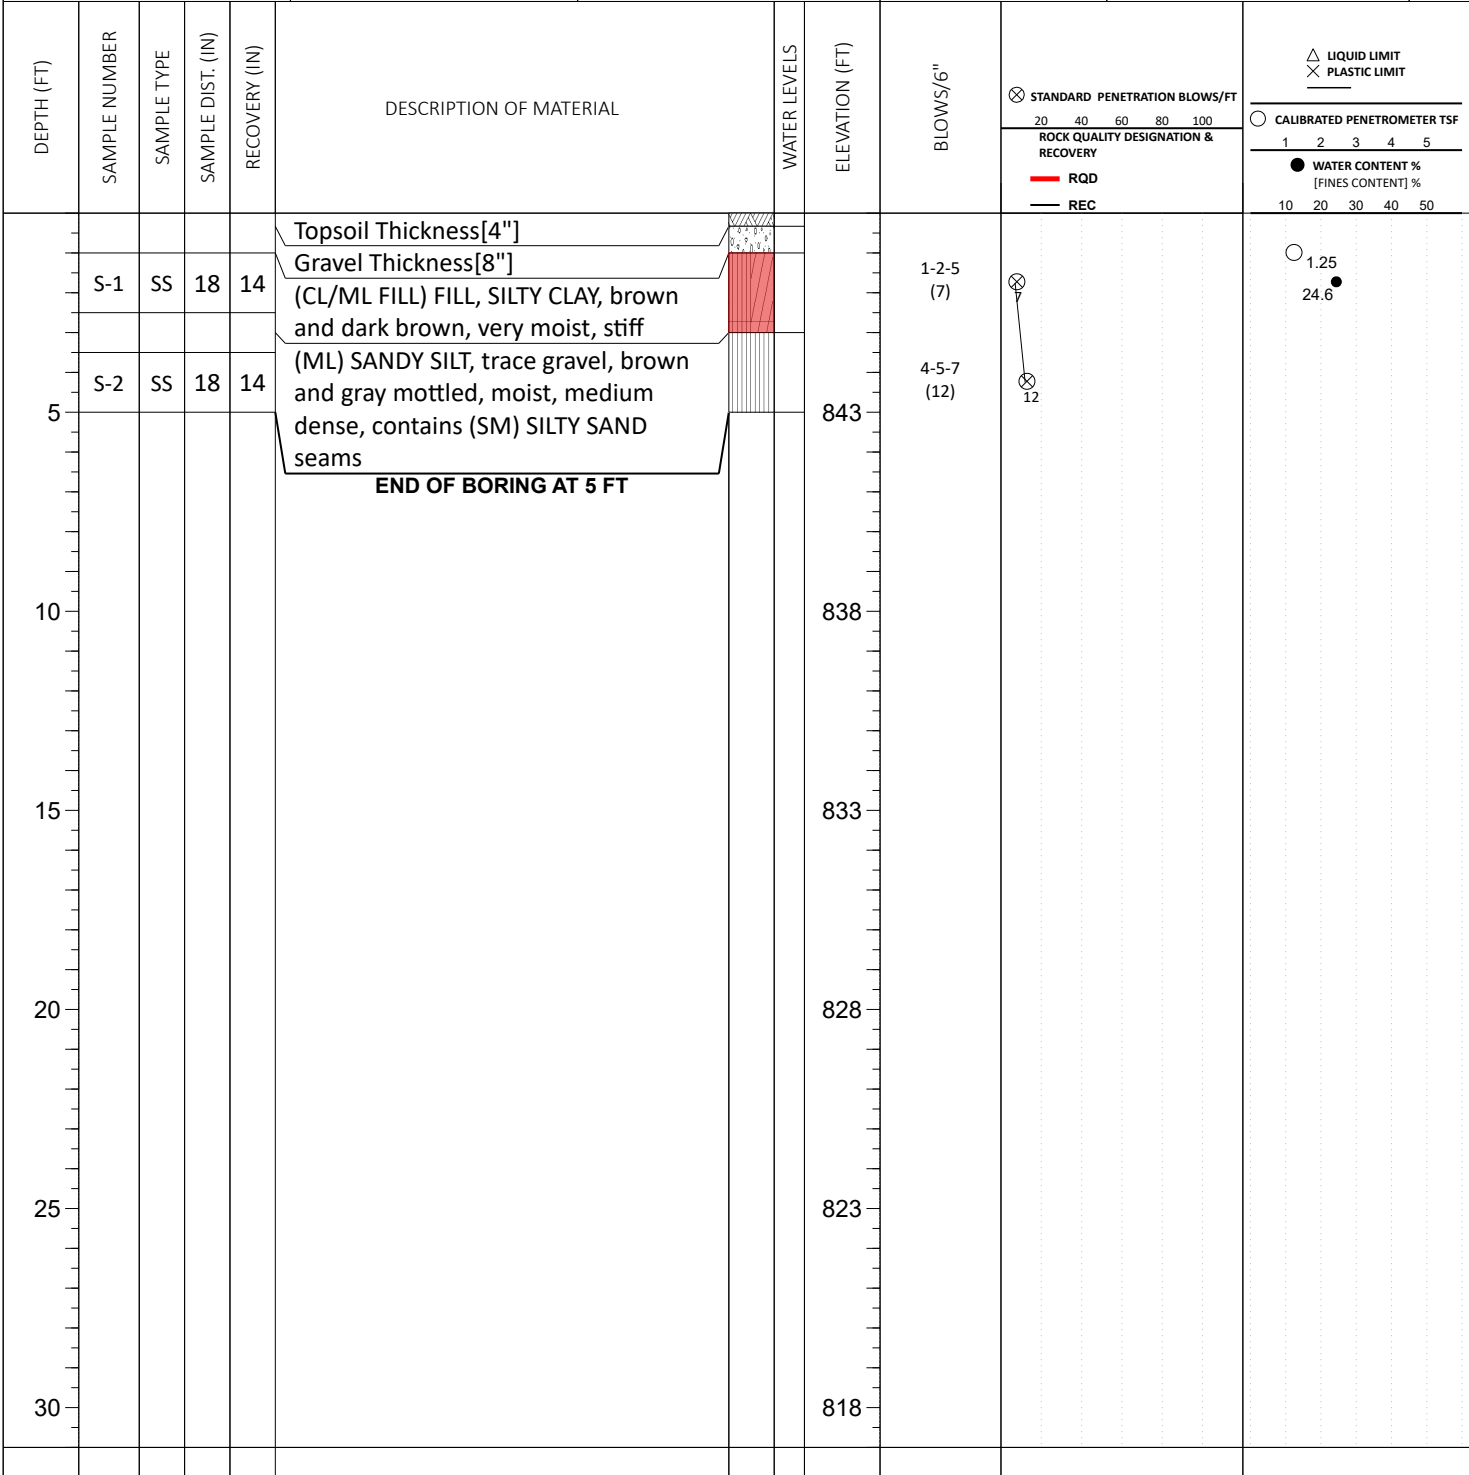 DEPTH (FT)
SAMPLE NUMBER
SAMPLE TYPE
SAMPLE DIST. (IN)
RECOVERY (IN)
DESCRIPTION OF MATERIAL
WATER LEVELS
ELEVATION (FT)
BLOWS/6"
STANDARD PENETRATION BLOWS/FT
20 40 60 80 100
ROCK QUALITY DESIGNATION &
RECOVERY
RQD
REC
LIQUID LIMIT
PLASTIC LIMIT
CALIBRATED PENETROMETER TSF
1 2 3 4 5
WATER CONTENT %
[FINES CONTENT] %
10 20 30 40 50
Topsoil Thickness[4"]
Gravel Thickness[8"]
S-1 SS 18 14
(CL/ML FILL) FILL, SILTY CLAY, brown
and dark brown, very moist, stiff
1-2-5
(7)
7
1.25
24.6
S-2 SS 18 14
(ML) SANDY SILT, trace gravel, brown
and gray mottled, moist, medium
dense, contains (SM) SILTY SAND
seams
4-5-7
(12)
12
5 843
END OF BORING AT 5 FT
10 838
15 833
20 828
25 823
30 818